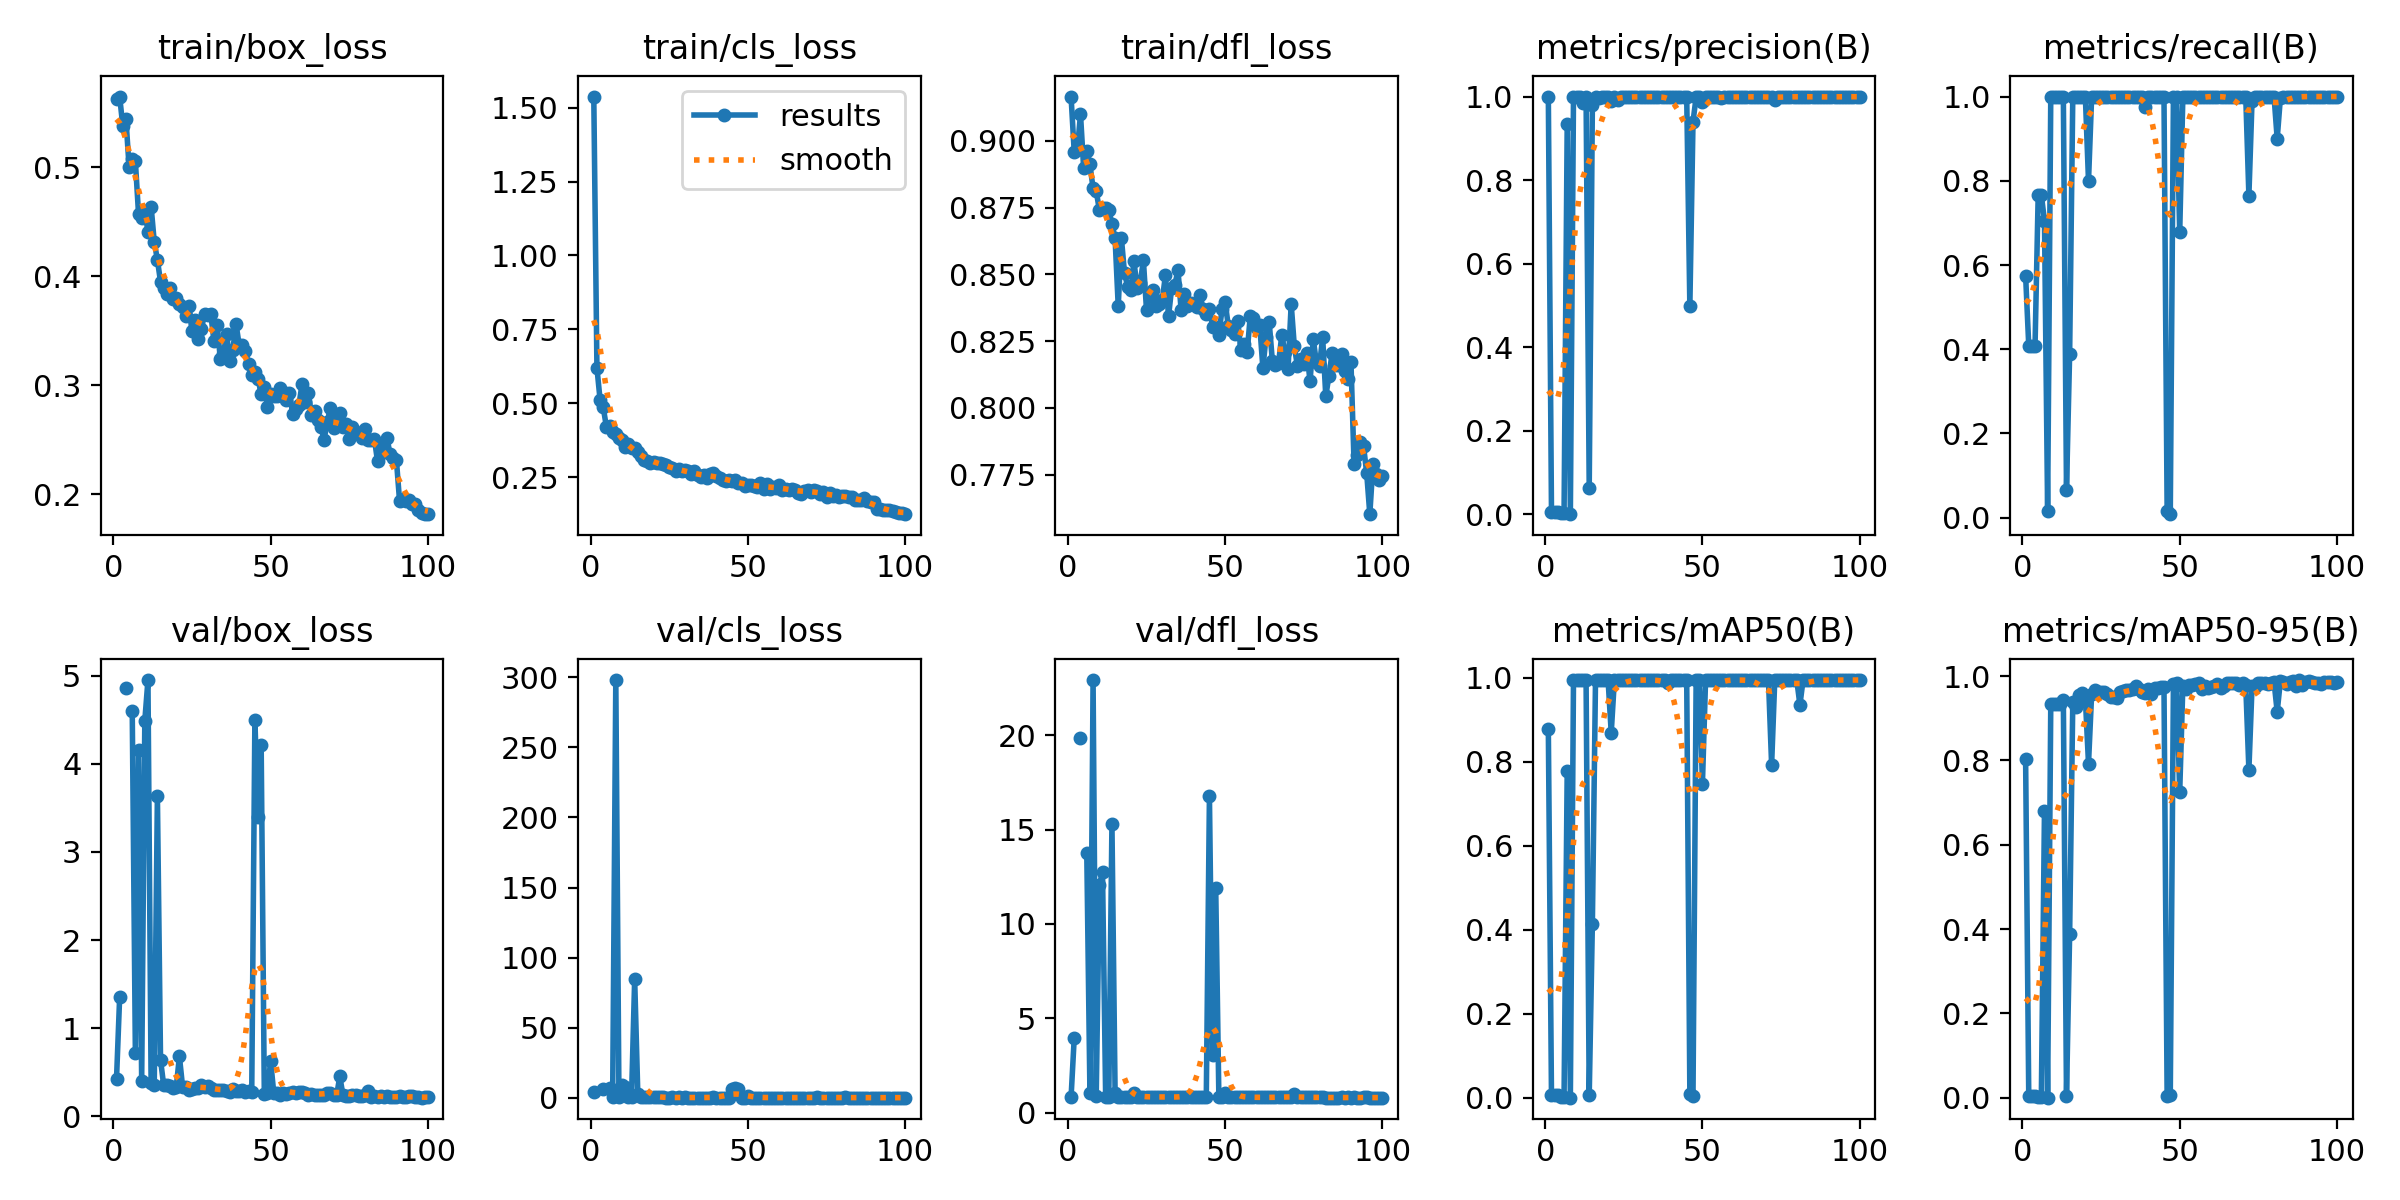 train/box_loss
0.5
0.4
0.3
0.2
0 50 100
train/cls_loss
results
smooth
1.50
1.25
1.00
0.75
0.50
0.25
0 50 100
train/dfl_loss
0.900
0.875
0.850
0.825
0.800
0.775
0 50 100
metrics/precision(B)
1.0
0.8
0.6
0.4
0.2
0.0
0 50 100
metrics/recall(B)
1.0
0.8
0.6
0.4
0.2
0.0
0 50 100
val/box_loss
5
4
3
2
1
0
0 50 100
val/cls_loss
300
250
200
150
100
50
0
0 50 100
val/dfl_loss
20
15
10
5
0
0 50 100
metrics/mAP50(B)
1.0
0.8
0.6
0.4
0.2
0.0
0 50 100
metrics/mAP50-95(B)
1.0
0.8
0.6
0.4
0.2
0.0
0 50 100